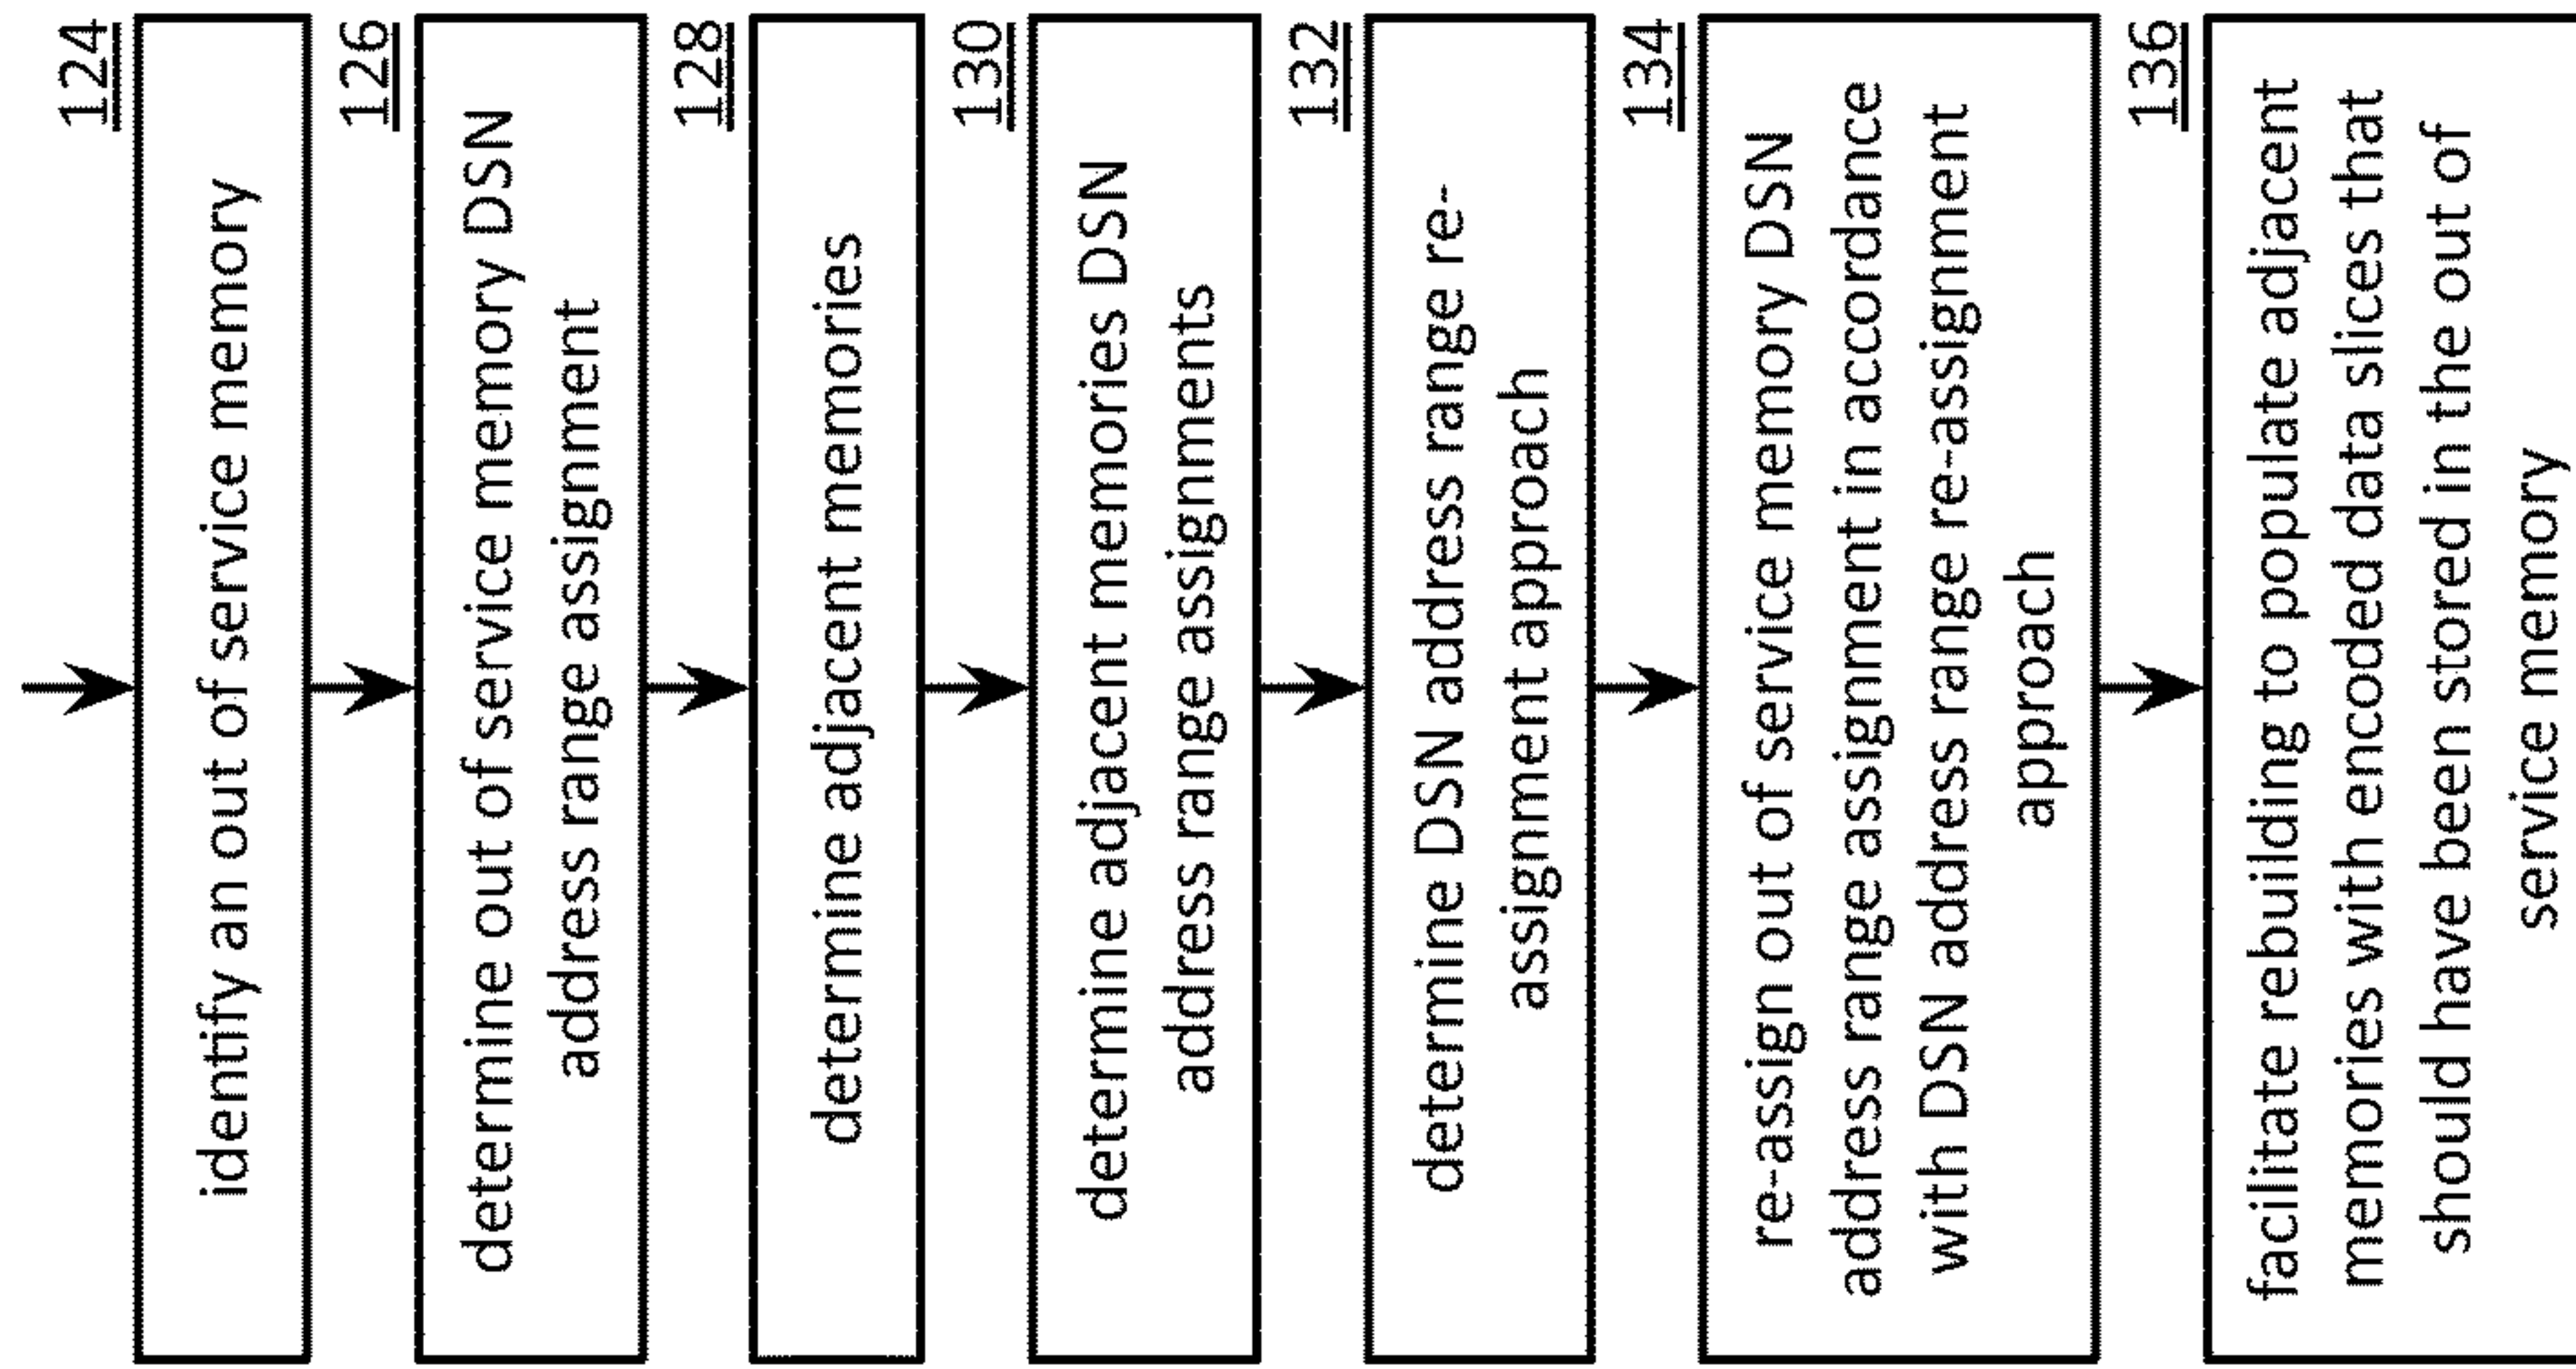 124
identify an out of service memory
126
determine out of service memory DSN
address range assignment
128
determine adjacent memories
130
determine adjacent memories DSN
address range assignments
132
determine DSN address range re-
assignment approach
134
re-assign out of service memory DSN
address range assignment in accordance
with DSN address range re-assignment
approach
136
facilitate rebuilding to populate adjacent
memories with encoded data slices that
should have been stored in the out of
service memory